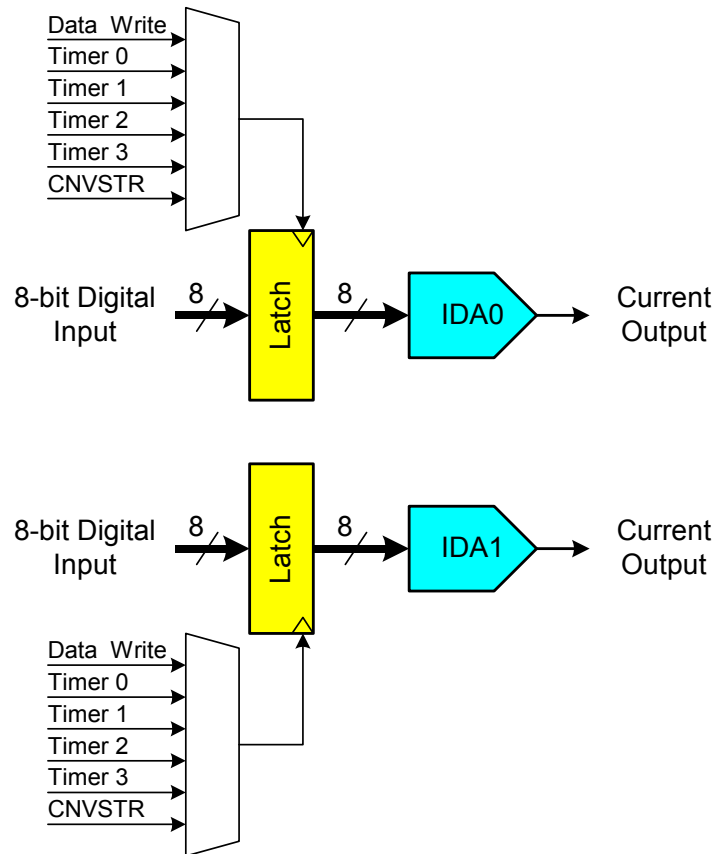 Data Write
Timer 0
Timer 1
Timer 2
Timer 3
CNVSTR
8-bit Digital
Input
8
Latch
8
IDA0
Current
Output
8-bit Digital
Input
8
Latch
8
IDA1
Current
Output
Data Write
Timer 0
Timer 1
Timer 2
Timer 3
CNVSTR